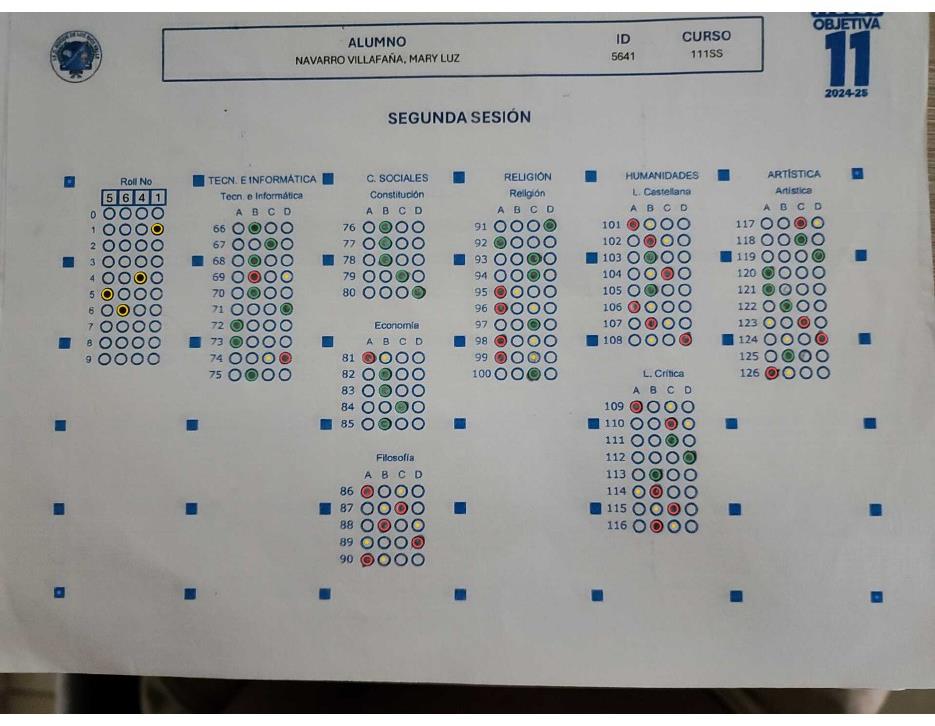 OBJETIVA
11
2024-25
ALUMNO
NAVARRO VILLAFAÑA, MARY LUZ
ID
5641
CURSO
111SS
SEGUNDA SESIÓN
Roll No
5 6 4 1
0
1
2
3
4
5
6
7
8
9
TECN. E INFORMÁTICA
Tecn. e Informática
A B C D
66
67
68
69
70
71
72
73
74
75
C. SOCIALES
Constitución
A B C D
76
77
78
79
80
Economía
A B C D
81
82
83
84
85
Filosofía
A B C D
86
87
88
89
90
RELIGIÓN
Religión
A B C D
91
92
93
94
95
96
97
98
99
100
HUMANIDADES
L. Castellana
A B C D
101
102
103
104
105
106
107
108
L. Crítica
A B C D
109
110
111
112
113
114
115
116
ARTÍSTICA
Artística
A B C D
117
118
119
120
121
122
123
124
125
126